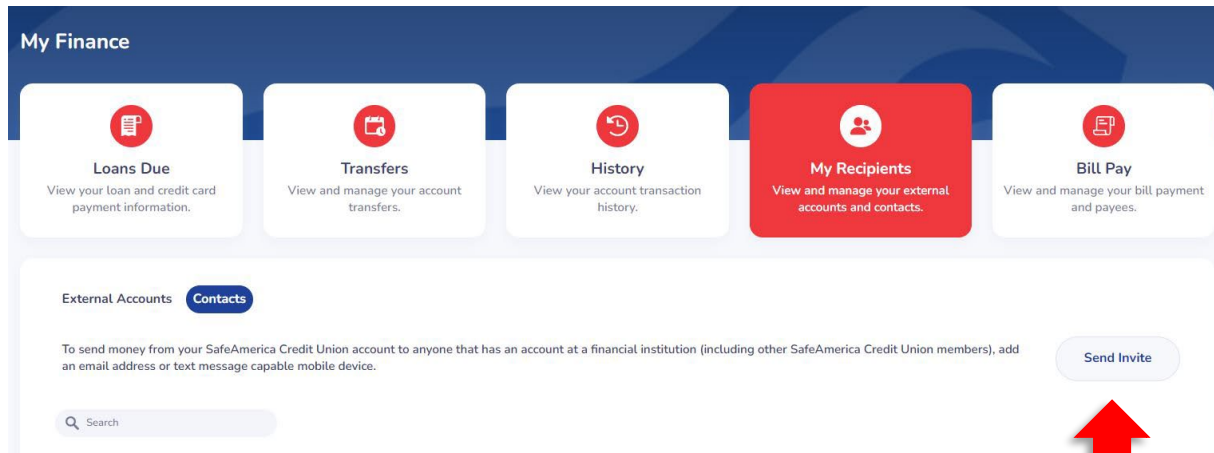 My Finance
Loans Due
View your loan and credit card
payment information.
Transfers
View and manage your account
transfers.
History
View your account transaction
history.
My Recipients
View and manage your external
accounts and contacts.
Bill Pay
View and manage your bill payment
and payees.
External Accounts Contacts
To send money from your SafeAmerica Credit Union account to anyone that has an account at a financial institution (including other SafeAmerica Credit Union members), add
an email address or text message capable mobile device.
Send Invite
Search